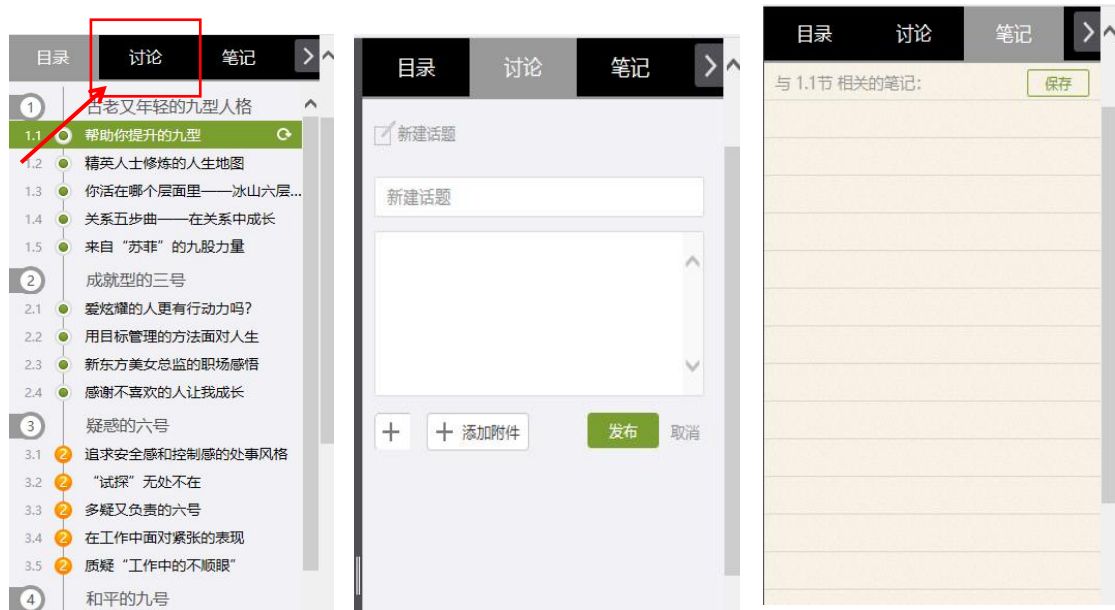 目录 讨论 笔记
1 古老又年轻的九型人格
1.1 帮助你提升的九型
1.2 精英人士修炼的人生地图
1.3 你活在哪个层面里——冰山六层...
1.4 关系五步曲——在关系中成长
1.5 来自“苏菲”的九股力量
2 成就型的三号
2.1 爱炫耀的人更有行动力吗?
2.2 用目标管理的方法面对人生
2.3 新东方美女总监的职场感悟
2.4 感谢不喜欢的人让我成长
3 疑惑的六号
3.1 2 追求安全感和控制感的处事风格
3.2 2 “试探”无处不在
3.3 2 多疑又负责的六号
3.4 2 在工作中面对紧张的表现
3.5 2 质疑“工作中的不顺眼”
4 和平的九号
目录 讨论 笔记
新建话题
新建话题
添加附件 发布 取消
目录 讨论 笔记
与 1.1节 相关的笔记: 保存